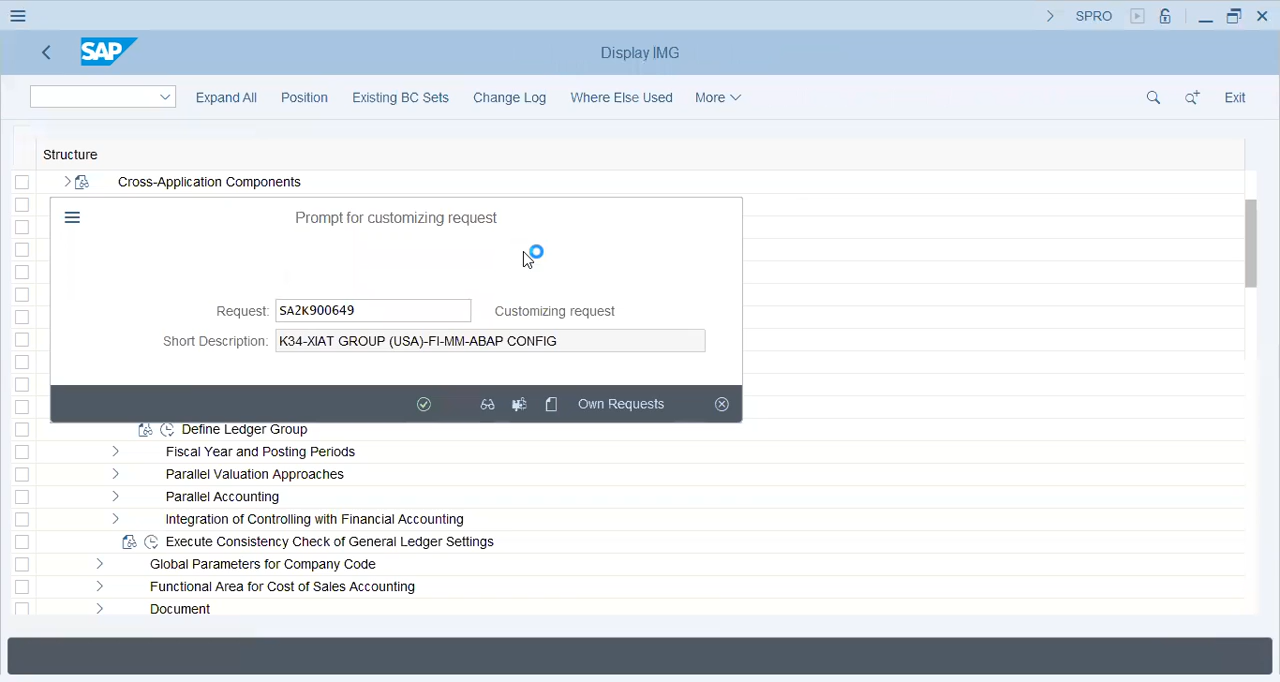 SPRO
SAP
Display IMG
Expand All
Position
Existing BC Sets
Change Log
Where Else Used
More
Exit
Structure
Cross-Application Components
Prompt for customizing request
Request:
SA2K900649
Customizing request
Short Description:
K34-XIAT GROUP (USA)-FI-MM-ABAP CONFIG
Own Requests
Define Ledger Group
Fiscal Year and Posting Periods
Parallel Valuation Approaches
Parallel Accounting
Integration of Controlling with Financial Accounting
Execute Consistency Check of General Ledger Settings
Global Parameters for Company Code
Functional Area for Cost of Sales Accounting
Document